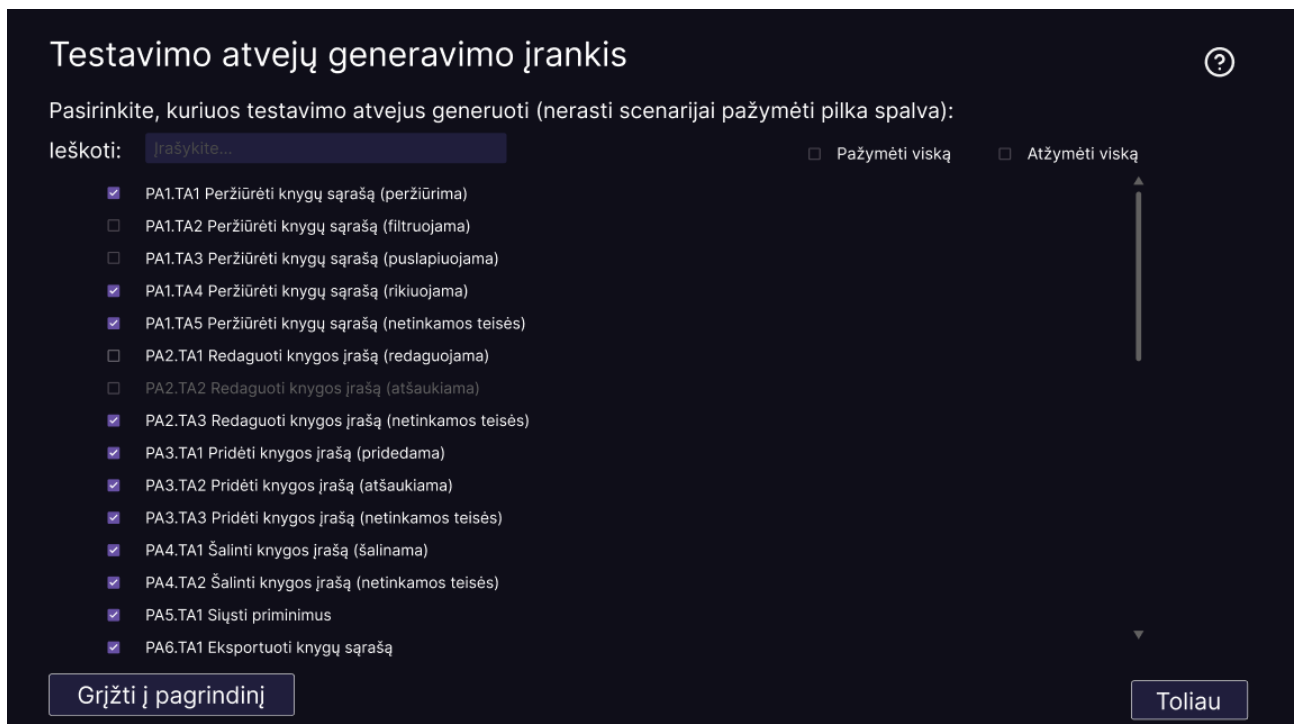 Testavimo atvejų generavimo įrankis
?
Pasirinkite, kuriuos testavimo atvejus generuoti (nerasti scenarijai pažymėti pilka spalva):
Ieškoti: Įrašykite... Pažymėti viską Atžymėti viską
PA1.TA1 Peržiūrėti knygų sąrašą (peržiūrima)
PA1.TA2 Peržiūrėti knygų sąrašą (filtruojama)
PA1.TA3 Peržiūrėti knygų sąrašą (puslapiuojama)
PA1.TA4 Peržiūrėti knygų sąrašą (rikiuojama)
PA1.TA5 Peržiūrėti knygų sąrašą (netinkamos teisės)
PA2.TA1 Redaguoti knygos įrašą (redaguojama)
PA2.TA2 Redaguoti knygos įrašą (atšaukiama)
PA2.TA3 Redaguoti knygos įrašą (netinkamos teisės)
PA3.TA1 Pridėti knygos įrašą (pridedama)
PA3.TA2 Pridėti knygos įrašą (atšaukiama)
PA3.TA3 Pridėti knygos įrašą (netinkamos teisės)
PA4.TA1 Šalinti knygos įrašą (šalinama)
PA4.TA2 Šalinti knygos įrašą (netinkamos teisės)
PA5.TA1 Siųsti priminimus
PA6.TA1 Eksportuoti knygų sąrašą
Grįžti į pagrindinį
Toliau